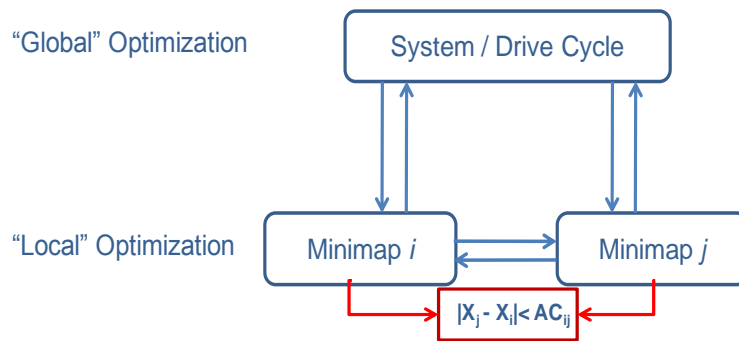 “Global” Optimization
System / Drive Cycle
“Local” Optimization
Minimap i
Minimap j
|Xj - Xi|< ACij